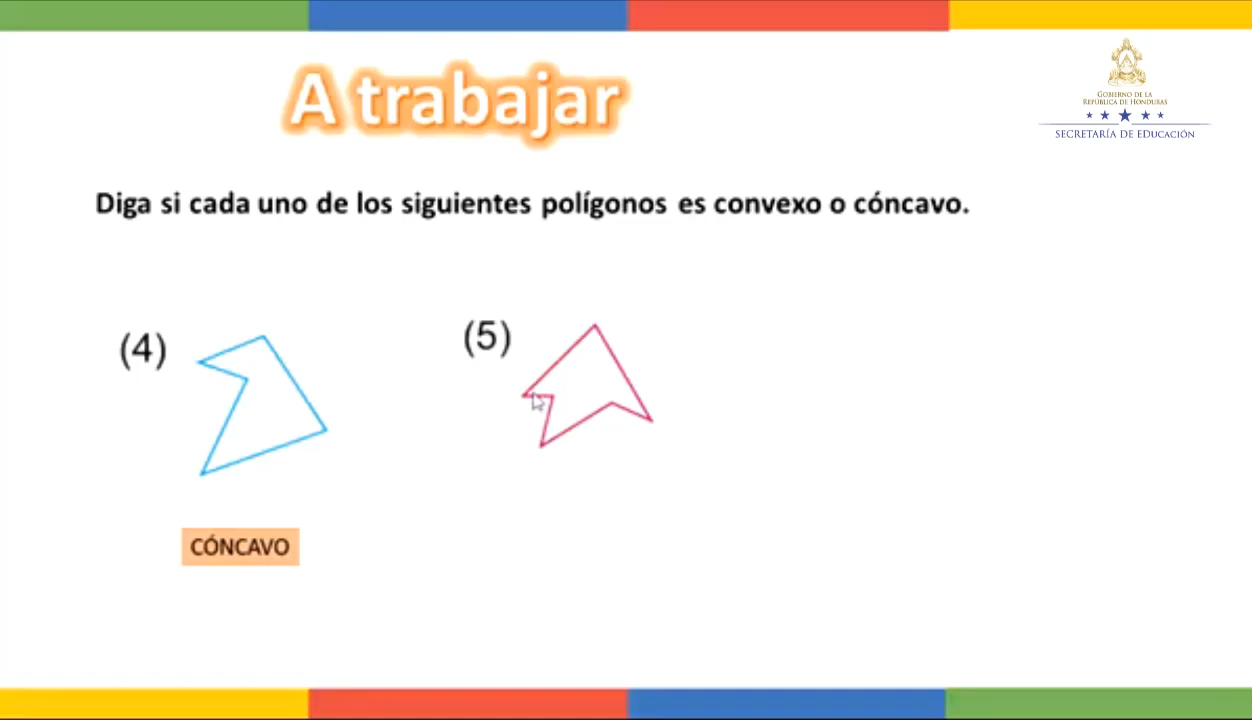 A trabajar
GOBIERNO DE LA
REPÚBLICA DE HONDURAS
SECRETARÍA DE EDUCACIÓN
Diga si cada uno de los siguientes polígonos es convexo o cóncavo.
(4)
(5)
CÓNCAVO